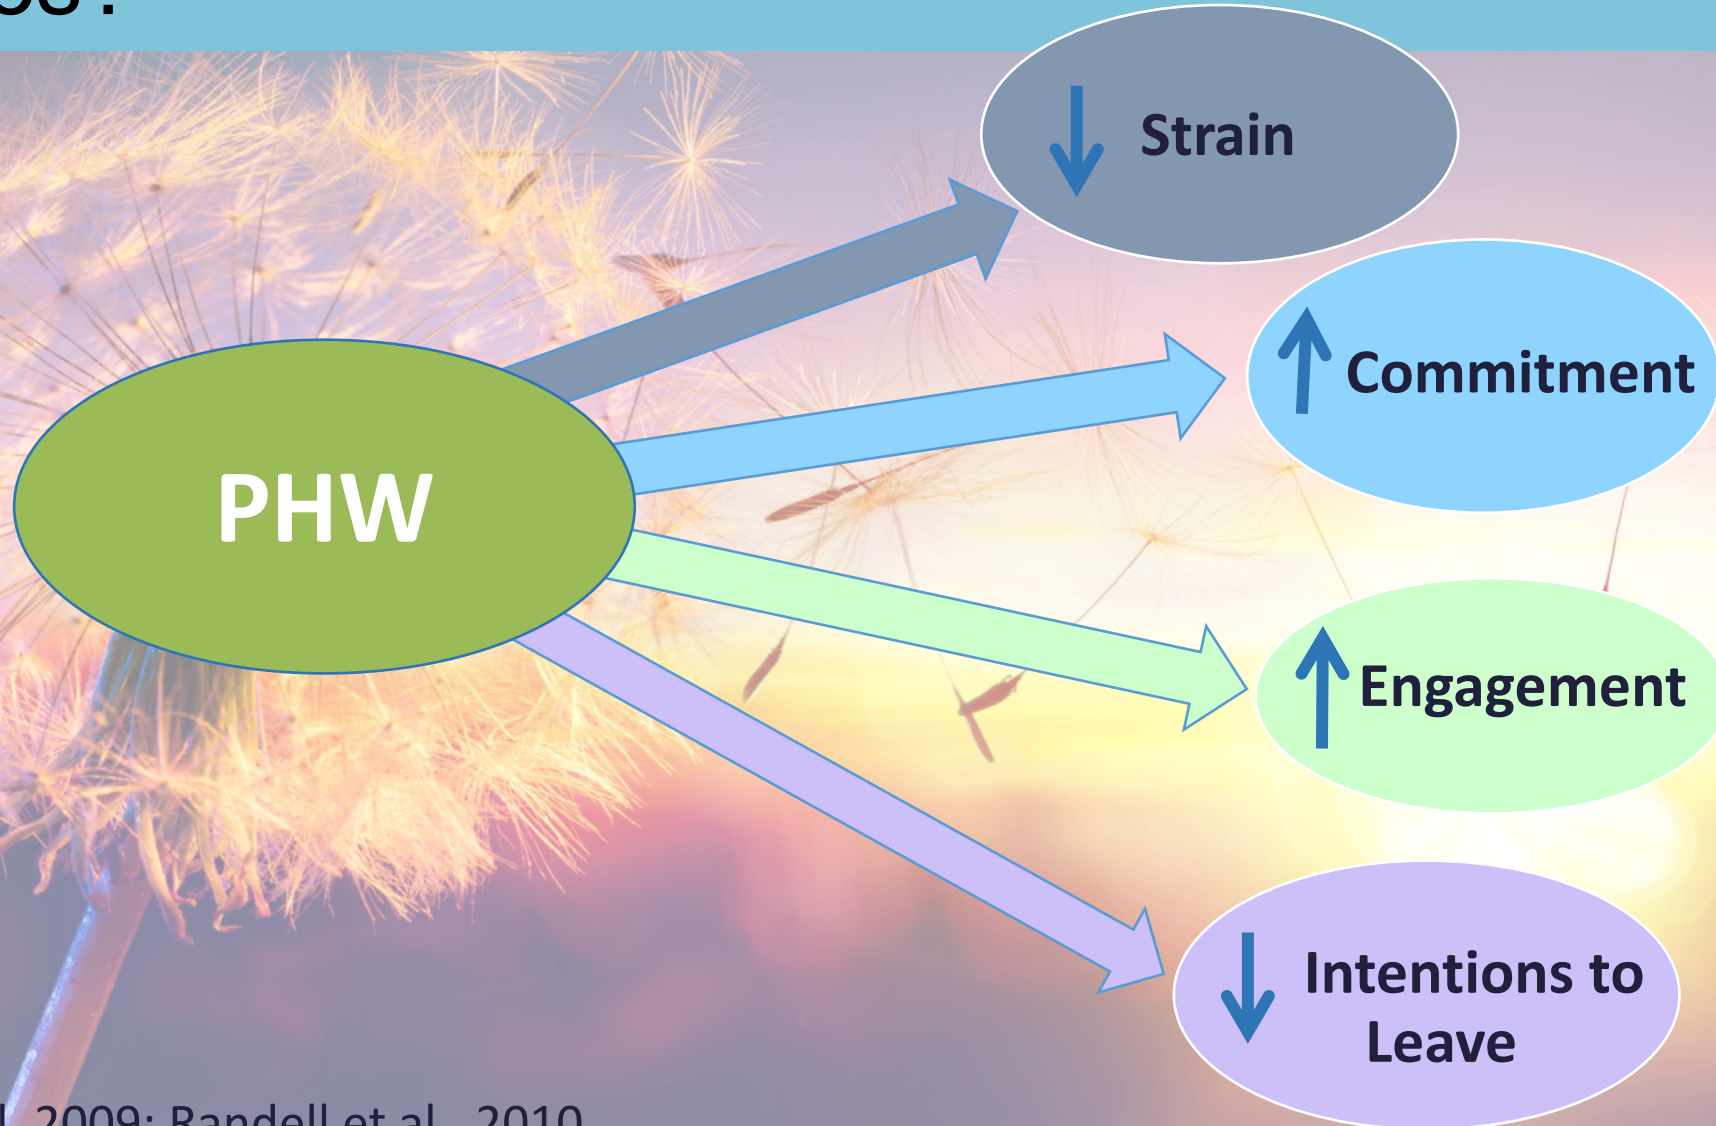 Strain
Commitment
PHW
Engagement
Intentions to
Leave
2009; Randell et al., 2010